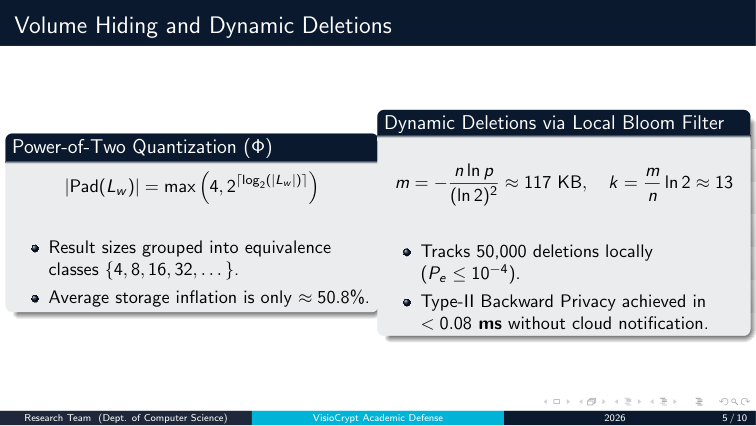 Volume Hiding and Dynamic Deletions
Power-of-Two Quantization (Φ)
|Pad(L_w)| = max(4, 2^{⌈log₂(|L_w|)⌉})
Result sizes grouped into equivalence
classes {4, 8, 16, 32, . . . }.
Average storage inflation is only ≈ 50.8%.
Dynamic Deletions via Local Bloom Filter
m = − n ln p / (ln 2)² ≈ 117 KB, k = m/n ln 2 ≈ 13
Tracks 50,000 deletions locally
(P_e ≤ 10⁻⁴).
Type-II Backward Privacy achieved in
< 0.08 ms without cloud notification.
Research Team (Dept. of Computer Science) VisioCrypt Academic Defense 2026 5 / 10